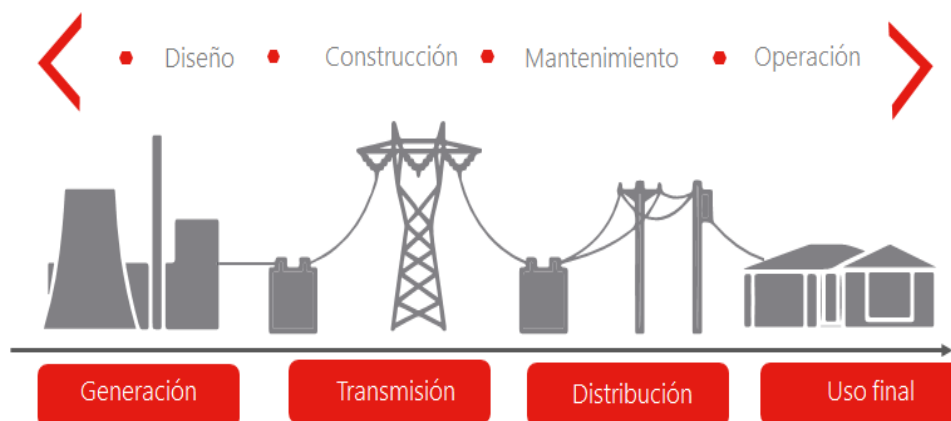 Diseño Construcción Mantenimiento Operación
Generación Transmisión Distribución Uso final